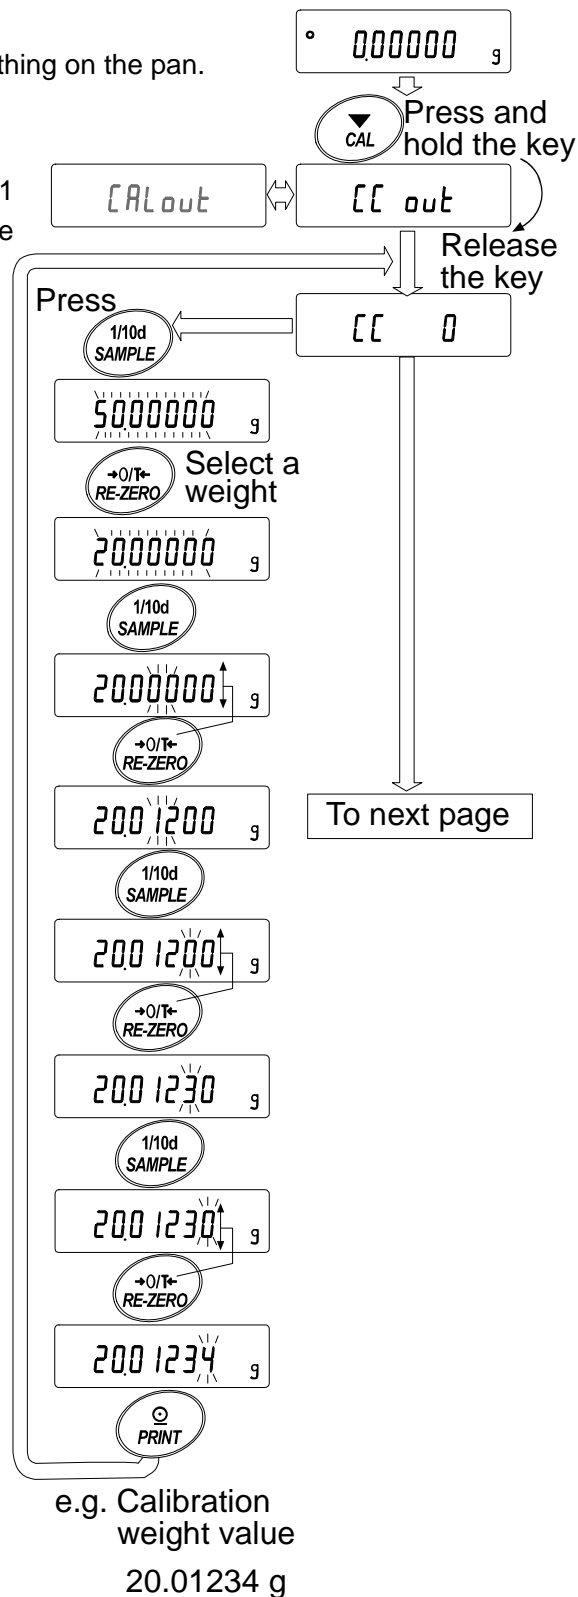 0.00000 g
thing on the pan.
Press and
hold the key
CAL
1
e
CALout
CC out
Release
the key
Press
1/10d
SAMPLE
CC 0
50.00000 g
→0/T←
RE-ZERO
Select a
weight
20.00000 g
1/10d
SAMPLE
20.00000 g
→0/T←
RE-ZERO
20.01200 g
To next page
1/10d
SAMPLE
20.01200 g
→0/T←
RE-ZERO
20.01230 g
1/10d
SAMPLE
20.01230 g
→0/T←
RE-ZERO
20.01234 g
PRINT
e.g. Calibration
weight value
20.01234 g